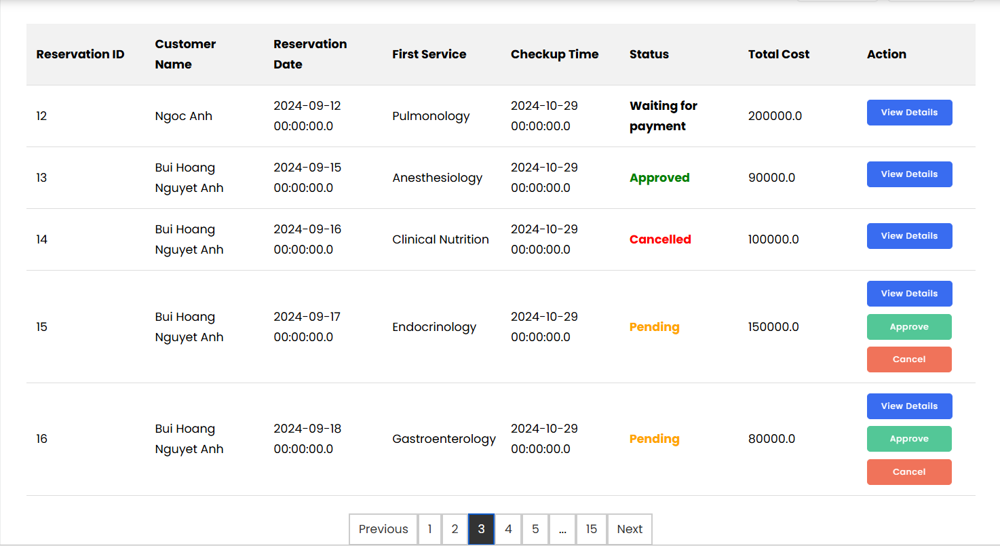 Reservation ID
Customer
Name
Reservation
Date
First Service
Checkup Time
Status
Total Cost
Action
12
Ngoc Anh
2024-09-12
00:00:00.0
Pulmonology
2024-10-29
00:00:00.0
Waiting for
payment
200000.0
View Details
13
Bui Hoang
Nguyet Anh
2024-09-15
00:00:00.0
Anesthesiology
2024-10-29
00:00:00.0
Approved
90000.0
View Details
14
Bui Hoang
Nguyet Anh
2024-09-16
00:00:00.0
Clinical Nutrition
2024-10-29
00:00:00.0
Cancelled
100000.0
View Details
15
Bui Hoang
Nguyet Anh
2024-09-17
00:00:00.0
Endocrinology
2024-10-29
00:00:00.0
Pending
150000.0
View Details
Approve
Cancel
16
Bui Hoang
Nguyet Anh
2024-09-18
00:00:00.0
Gastroenterology
2024-10-29
00:00:00.0
Pending
80000.0
View Details
Approve
Cancel
Previous 1 2 3 4 5 ... 15 Next